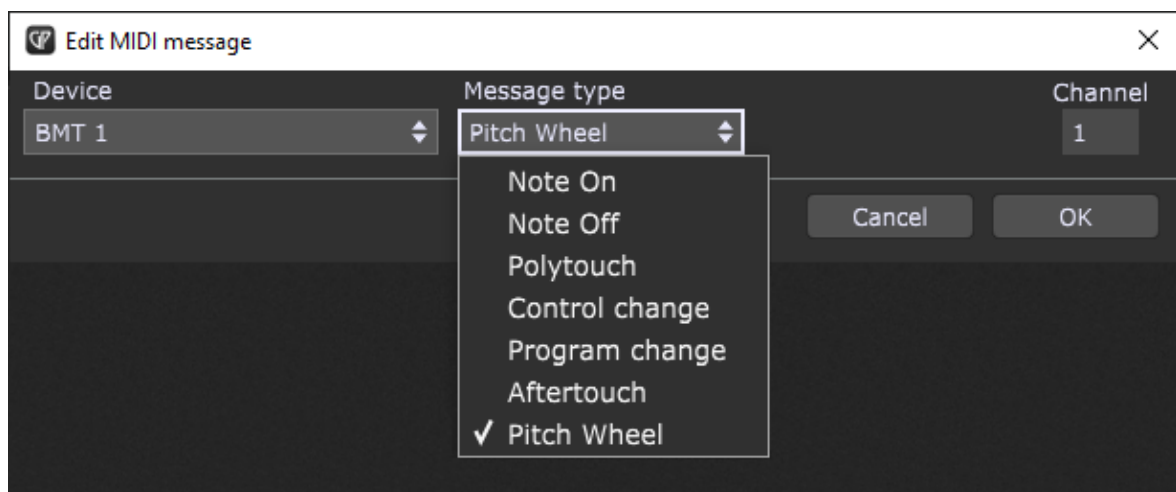 Edit MIDI message
Device Message type Channel
BMT 1 Pitch Wheel 1
Note On
Note Off
Polytouch
Cancel OK
Control change
Program change
Aftertouch
✓ Pitch Wheel